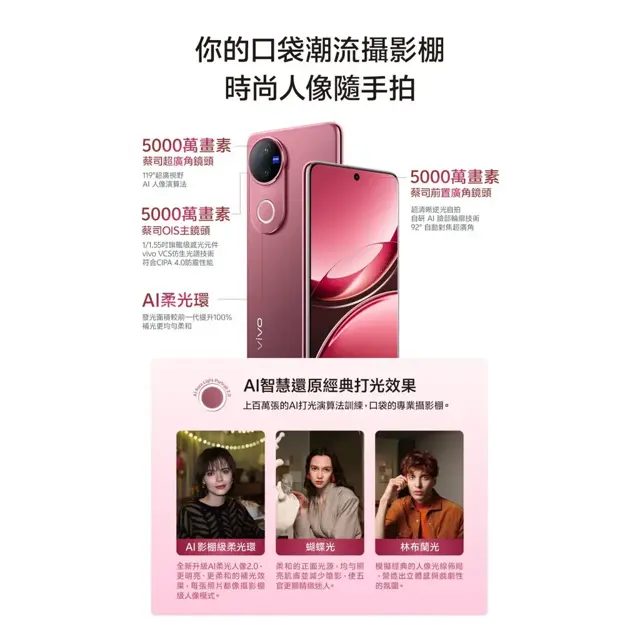 你的口袋潮流攝影棚
時尚人像隨手拍
5000萬畫素
蔡司超廣角鏡頭
119°超廣視野
AI 人像演算法
5000萬畫素
蔡司OIS主鏡頭
1/1.55吋旗艦級感光元件
vivo VCS仿生光譜技術
符合CIPA 4.0防震性能
AI柔光環
發光面積較前一代提升100%
補光更均勻柔和
5000萬畫素
蔡司前置廣角鏡頭
超清晰逆光自拍
自研 AI 臉部輪廓技術
92° 自動對焦超廣角
vivo
AI智慧還原經典打光效果
上百萬張的AI打光演算法訓練，口袋的專業攝影棚。
AI 影棚級柔光環
全新升級AI柔光人像2.0，
更明亮、更柔和的補光效
果，每張照片都像攝影棚
級人像模式。
蝴蝶光
柔和的正面光源，均勻照
亮肌膚並減少陰影，使五
官更顯精緻迷人。
林布蘭光
模擬經典的人像光線佈局
，營造出立體感與戲劇性
的氛圍。